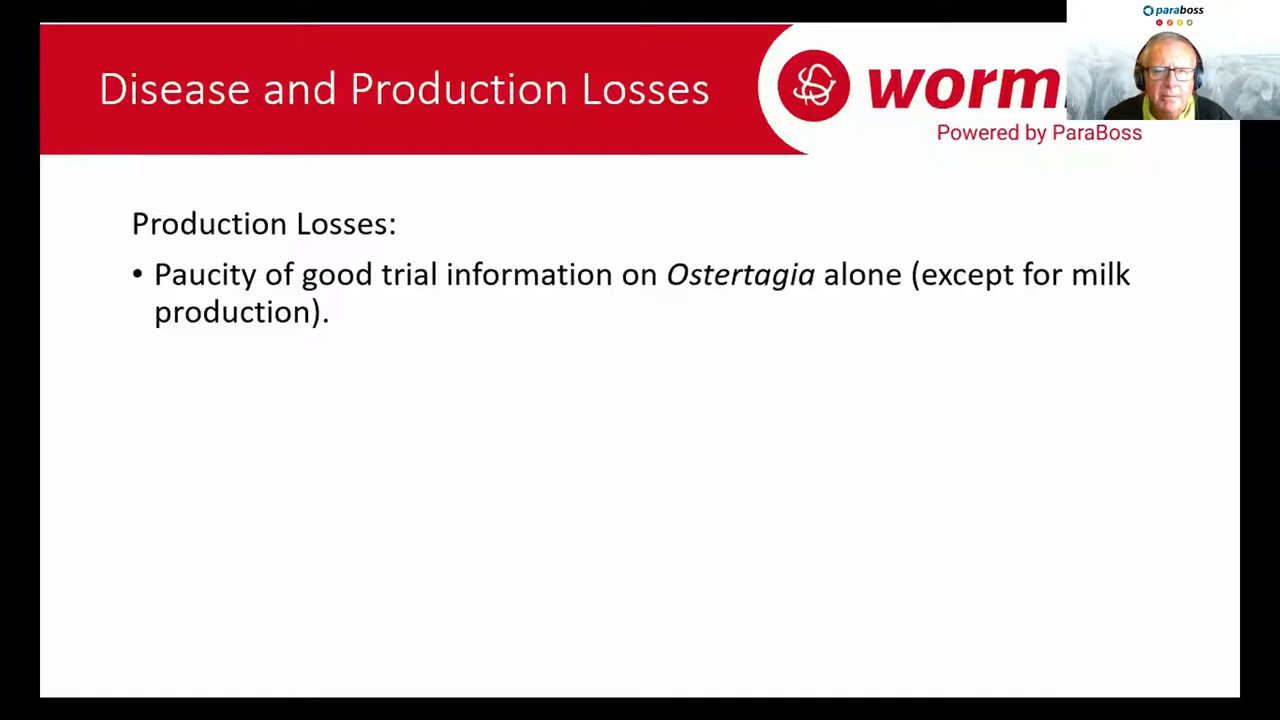 paraboss
Disease and Production Losses
worm
Powered by ParaBoss
Production Losses:
• Paucity of good trial information on Ostertagia alone (except for milk
production).